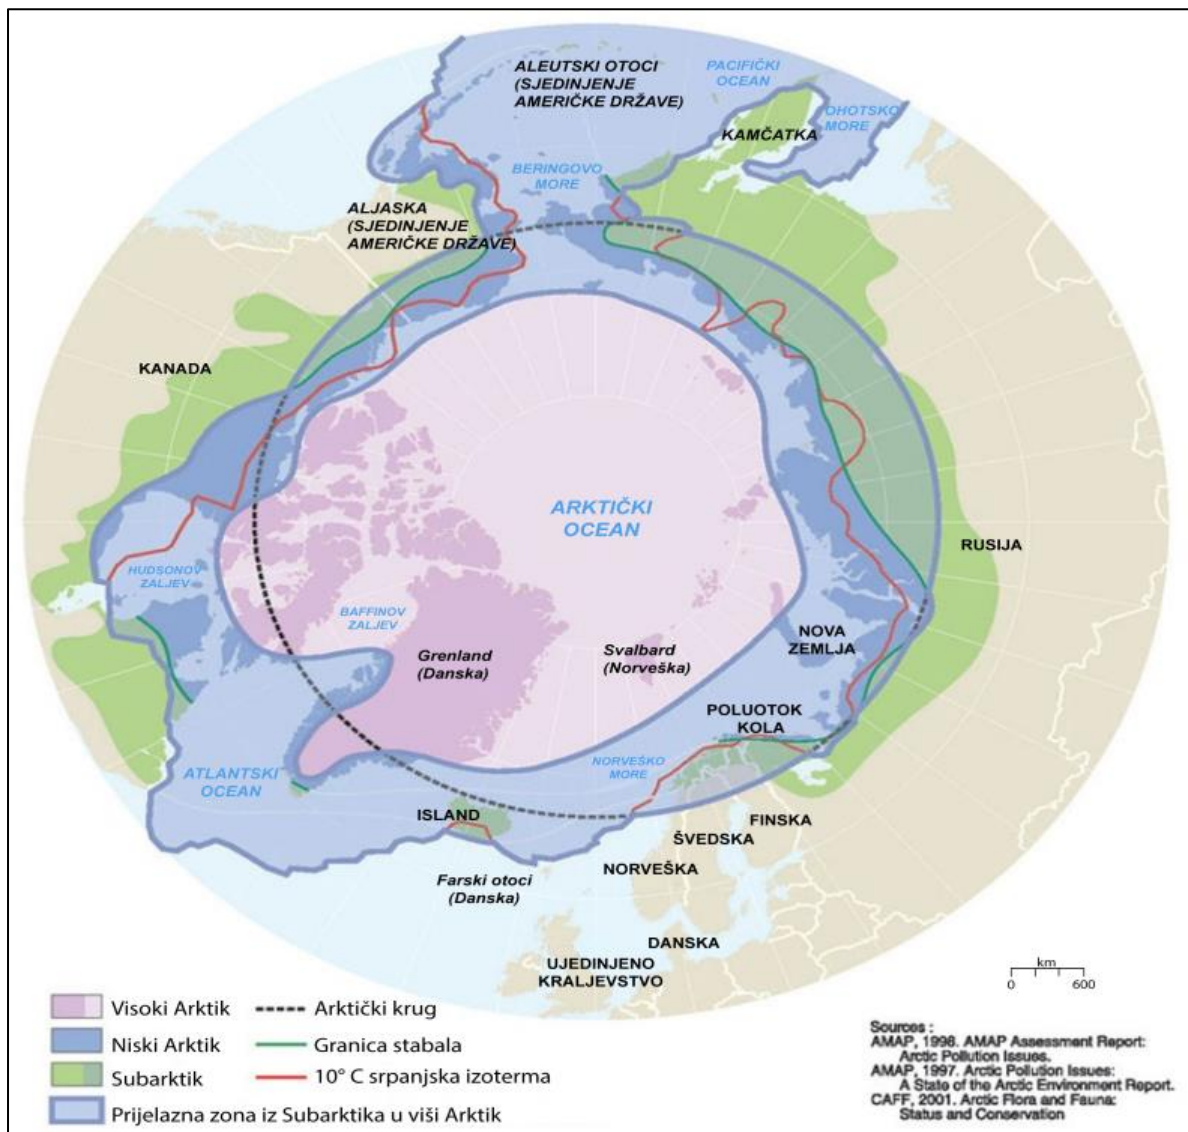 ALEUTSKI OTOCI
(SJEDINJENJE
AMERIČKE DRŽAVE)
PACIFIČKI
OCEAN
OHOTSKO
MORE
KAMČATKA
BERINGOVO
MORE
ALJASKA
(SJEDINJENJE
AMERIČKE DRŽAVE)
KANADA
ARKTIČKI
OCEAN
RUSIJA
HUDSONOV
ZALJEV
BAFFINOV
ZALJEV
Grenland
(Danska)
Svalbard
(Norveška)
NOVA
ZEMLJA
POLUOTOK
KOLA
NORVEŠKO
MORE
ATLANTSKI
OCEAN
ISLAND
FINSKA
ŠVEDSKA
NORVEŠKA
Farski otoci
(Danska)
DANSKA
UJEDINJENO
KRALJEVSTVO
km
0 600
Visoki Arktik
Niski Arktik
Subarktik
Prijelazna zona iz Subarktika u viši Arktik
Arktički krug
Granica stabala
10° C srpanjska izoterma
Sources :
AMAP, 1998. AMAP Assessment Report:
Arctic Pollution Issues.
AMAP, 1997. Arctic Pollution Issues:
A State of the Arctic Environment Report.
CAFF, 2001. Arctic Flora and Fauna:
Status and Conservation